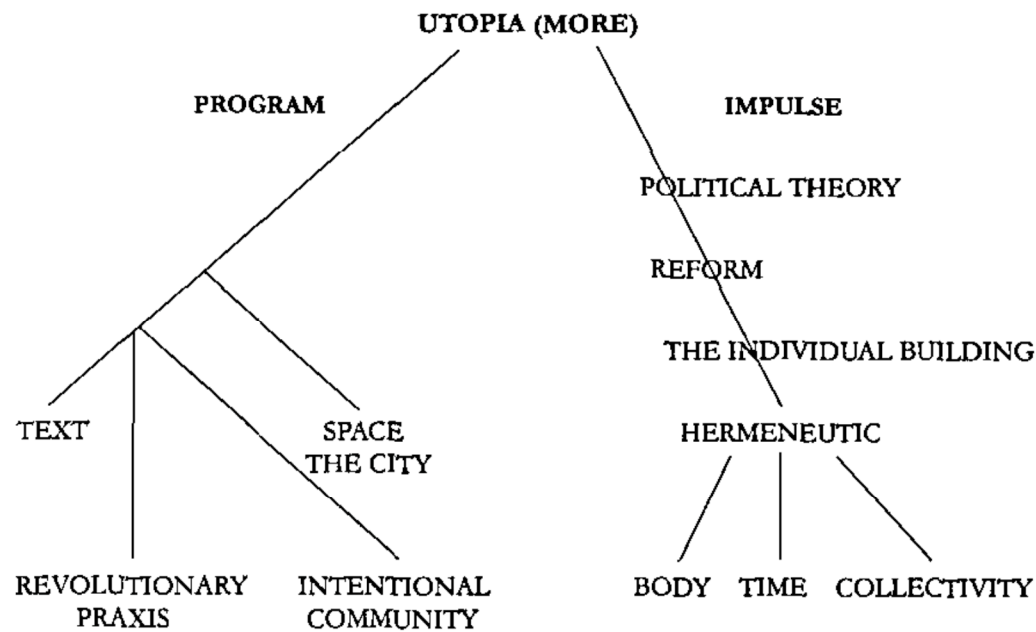 UTOPIA (MORE)
PROGRAM
IMPULSE
POLITICAL THEORY
REFORM
THE INDIVIDUAL BUILDING
TEXT
SPACE
THE CITY
HERMENEUTIC
REVOLUTIONARY
PRAXIS
INTENTIONAL
COMMUNITY
BODY
TIME
COLLECTIVITY